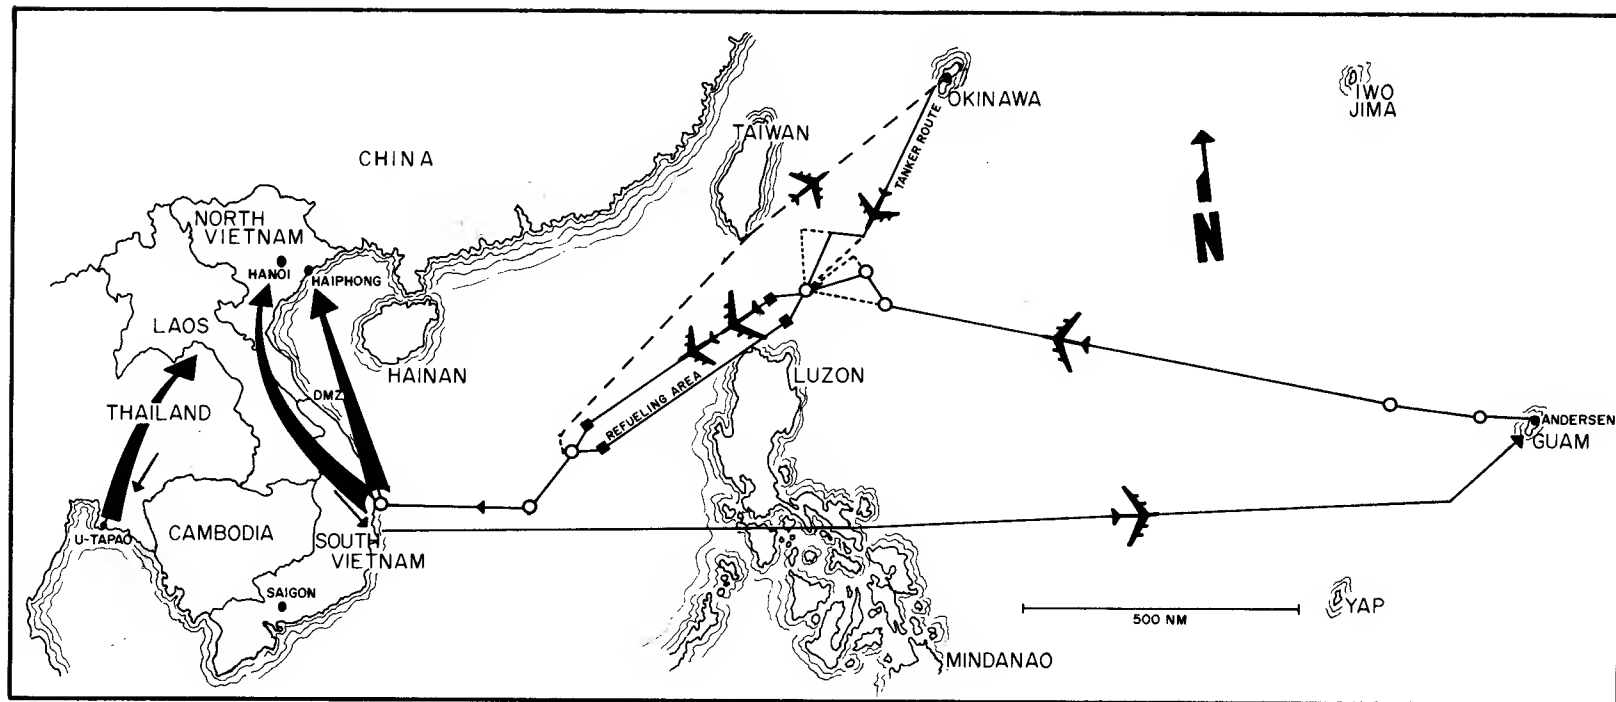 OKINAWA
IWO
JIMA
TAIWAN
TANKER ROUTE
CHINA
N
NORTH
VIETNAM
HANOI
HAIPHONG
LAOS
HAINAN
LUZON
DMZ
REFUELING AREA
THAILAND
ANDERSEN
GUAM
U-TAPAO
CAMBODIA
SOUTH
VIETNAM
SAIGON
500 NM
YAP
MINDANAO